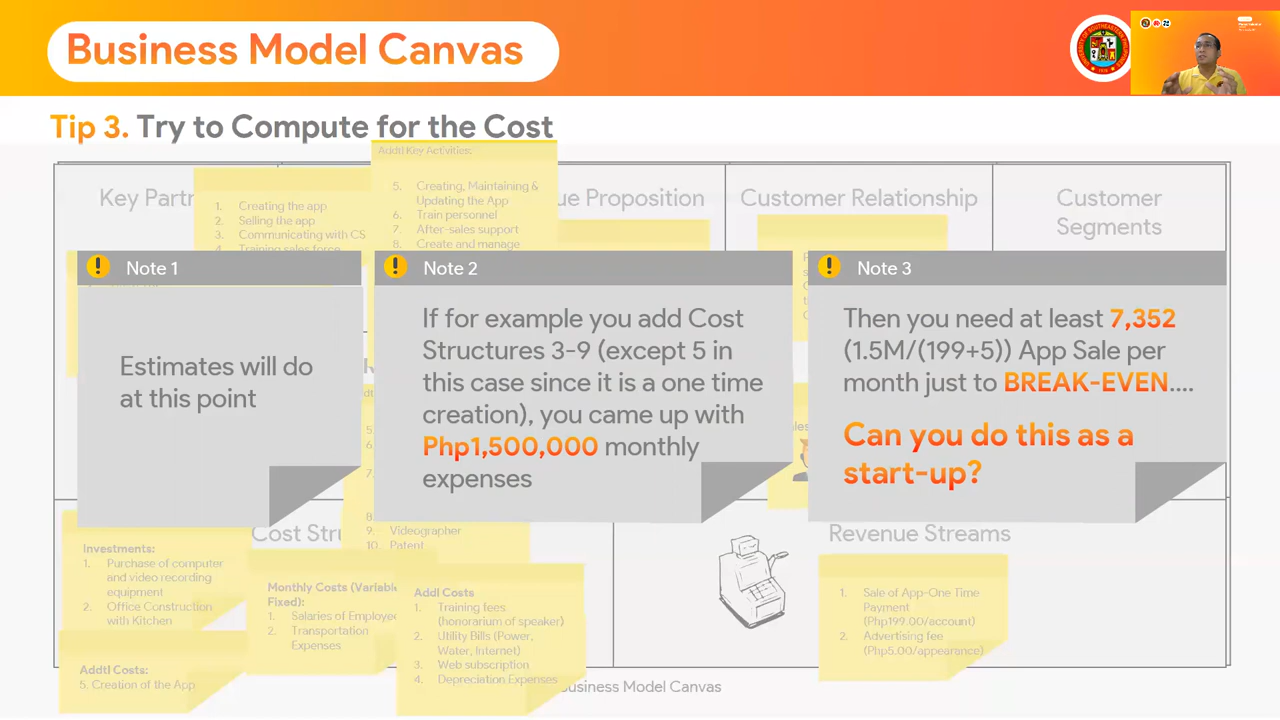 Business Model Canvas
Tip 3. Try to Compute for the Cost
Key Partn
ue Proposition
Customer Relationship
Customer
Segments
1. Creating the app
2. Selling the app
3. Communicating with CS
4. Training sales force
Addtl Key Activities:
5. Creating, Maintaining &
Updating the App
6. Train personnel
7. After-sales support
8. Create and manage
Note 1
Estimates will do
at this point
Note 2
If for example you add Cost
Structures 3-9 (except 5 in
this case since it is a one time
creation), you came up with
Php1,500,000 monthly
expenses
Note 3
Then you need at least 7,352
(1.5M/(199+5)) App Sale per
month just to BREAK-EVEN....
Can you do this as a
start-up?
9. Videographer
10. Patent
Cost Stru
Revenue Streams
Investments:
1. Purchase of computer
and video recording
equipment
2. Office Construction
with Kitchen
Addtl Costs:
5. Creation of the App
Monthly Costs (Variable
Fixed):
1. Salaries of Employee
2. Transportation
Expenses
Addl Costs
1. Training fees
(honorarium of speaker)
2. Utility Bills (Power,
Water, Internet)
3. Web subscription
4. Depreciation Expenses
1. Sale of App-One Time
Payment
(Php199.00/account)
2. Advertising fee
(Php5.00/appearance)
Business Model Canvas